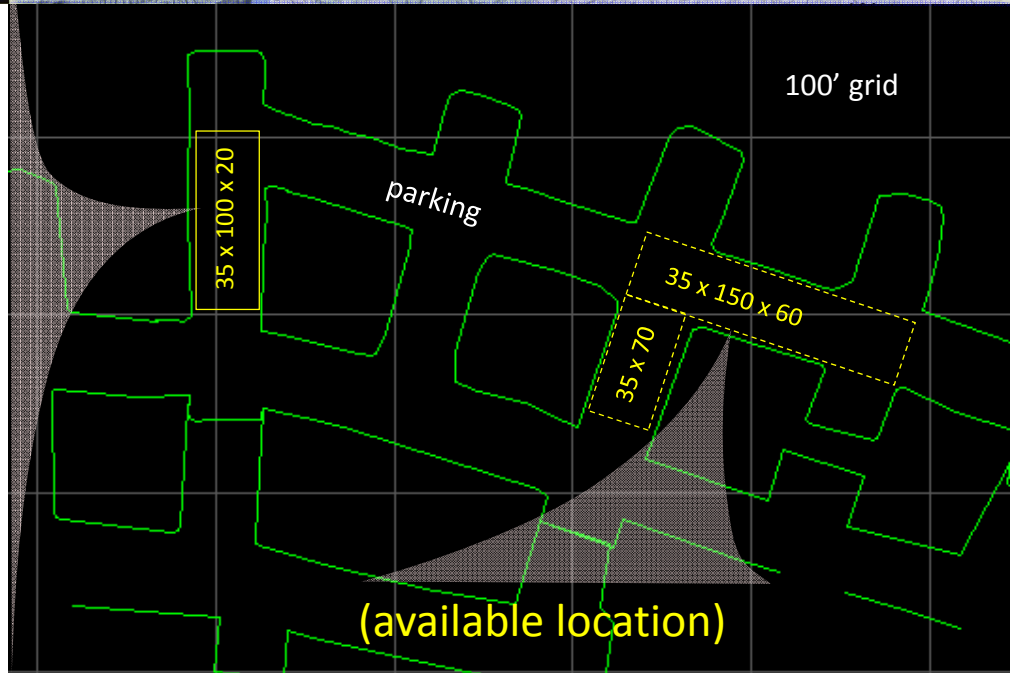 100' grid
35 x 100 x 20
parking
35 x 150 x 60
35 x 70
(available location)